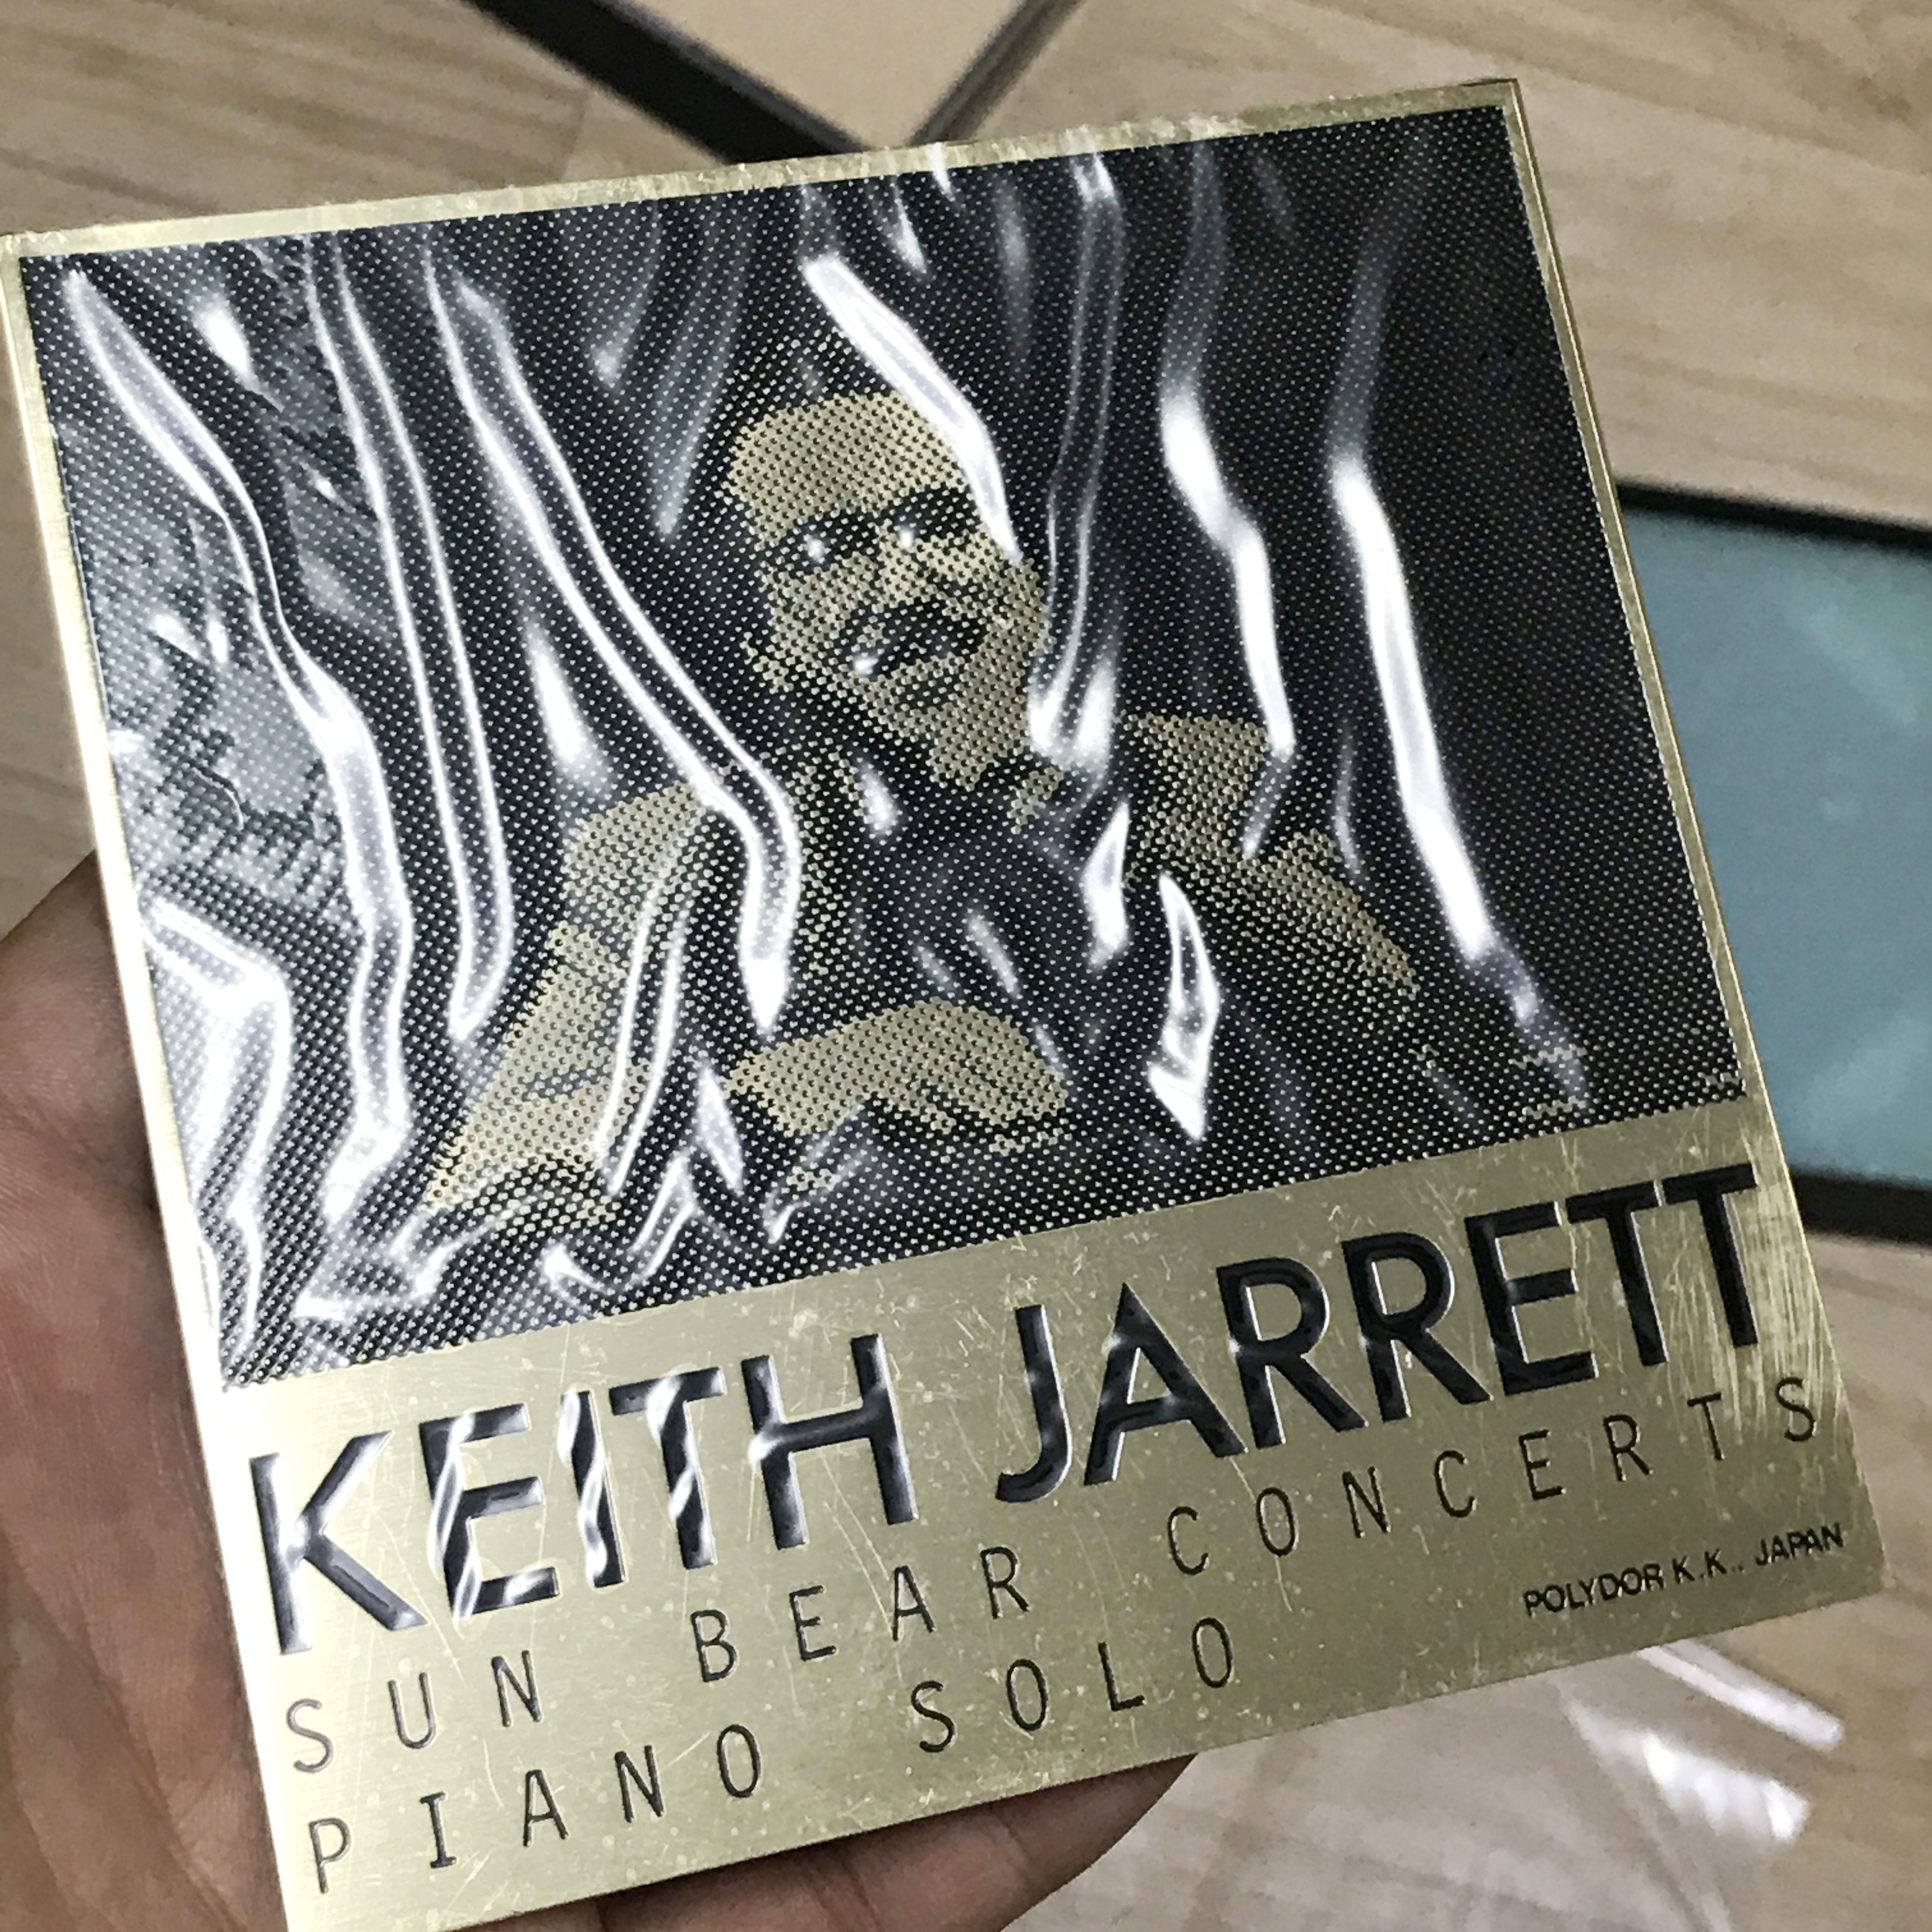 KEITH JARRETT
SUN BEAR CONCERTS
PIANO SOLO
POLYDOR K.K., JAPAN